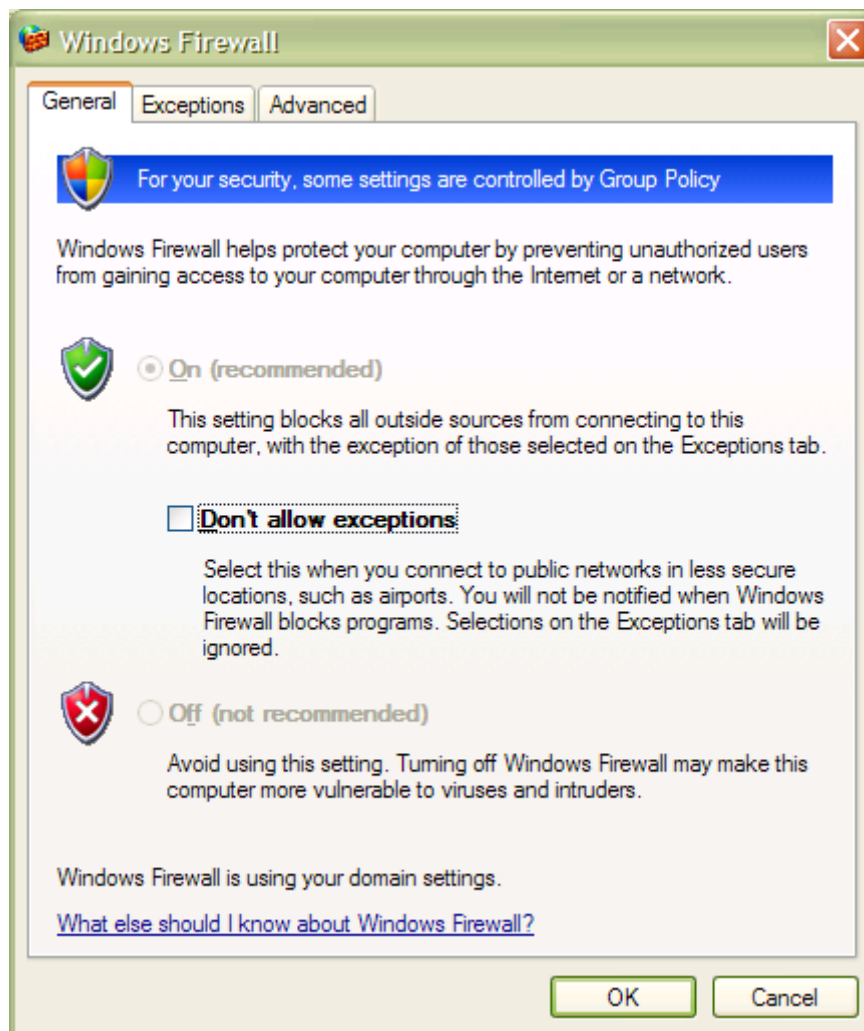 Windows Firewall
General Exceptions Advanced
For your security, some settings are controlled by Group Policy
Windows Firewall helps protect your computer by preventing unauthorized users
from gaining access to your computer through the Internet or a network.
On (recommended)
This setting blocks all outside sources from connecting to this
computer, with the exception of those selected on the Exceptions tab.
Don't allow exceptions
Select this when you connect to public networks in less secure
locations, such as airports. You will not be notified when Windows
Firewall blocks programs. Selections on the Exceptions tab will be
ignored.
Off (not recommended)
Avoid using this setting. Turning off Windows Firewall may make this
computer more vulnerable to viruses and intruders.
Windows Firewall is using your domain settings.
What else should I know about Windows Firewall?
OK Cancel